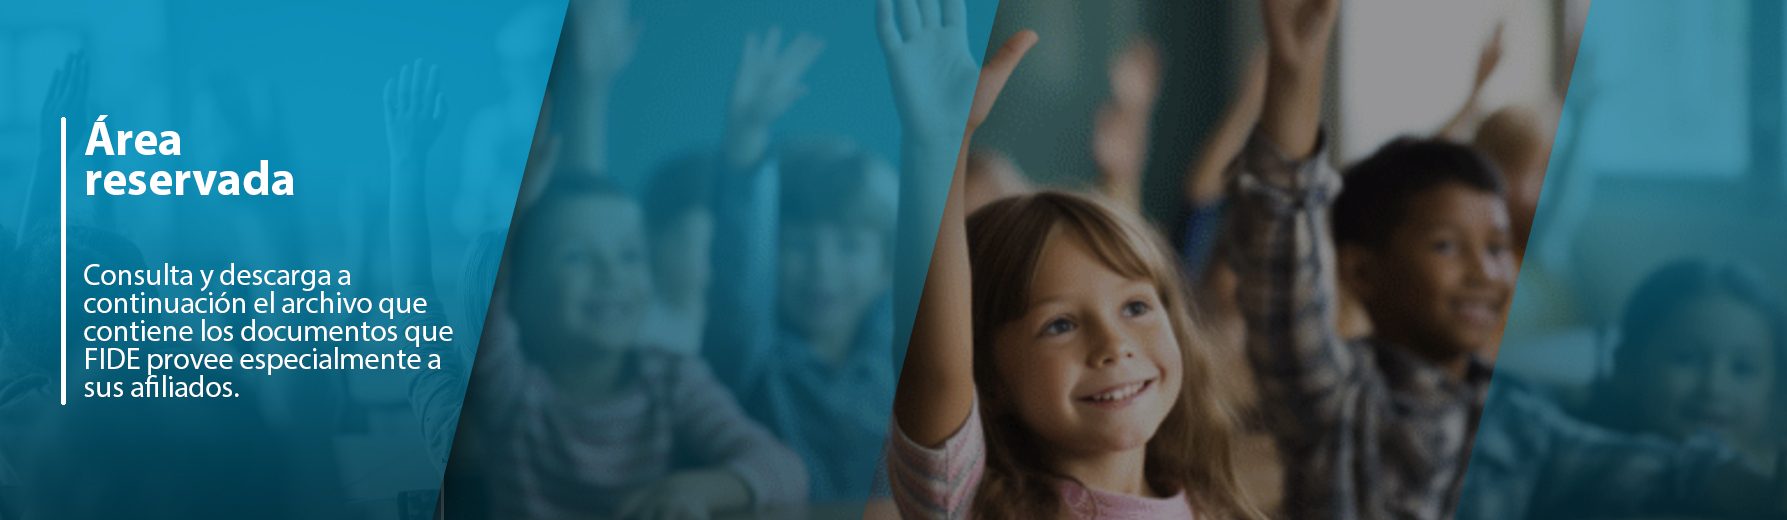 Área
reservada
Consulta y descarga a
continuación el archivo que
contiene los documentos que
FIDE provee especialmente a
sus afiliados.